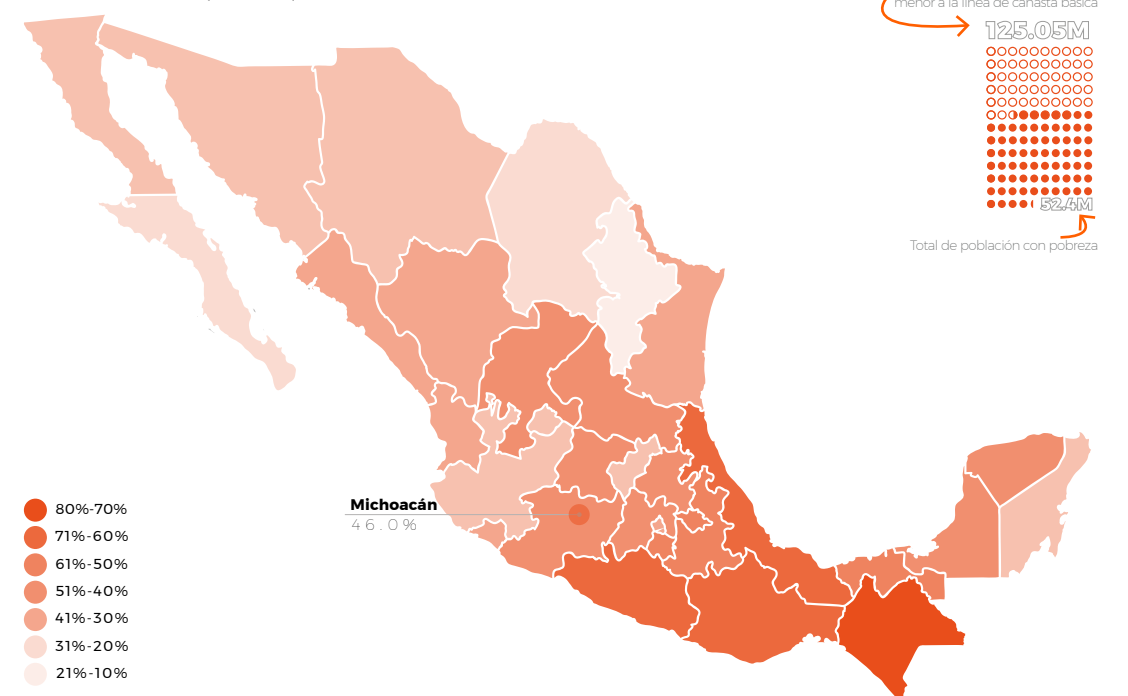 menor a la línea de canasta básica
125.05M
52.4M
Total de población con pobreza
Michoacán
46.0%
80%-70%
71%-60%
61%-50%
51%-40%
41%-30%
31%-20%
21%-10%